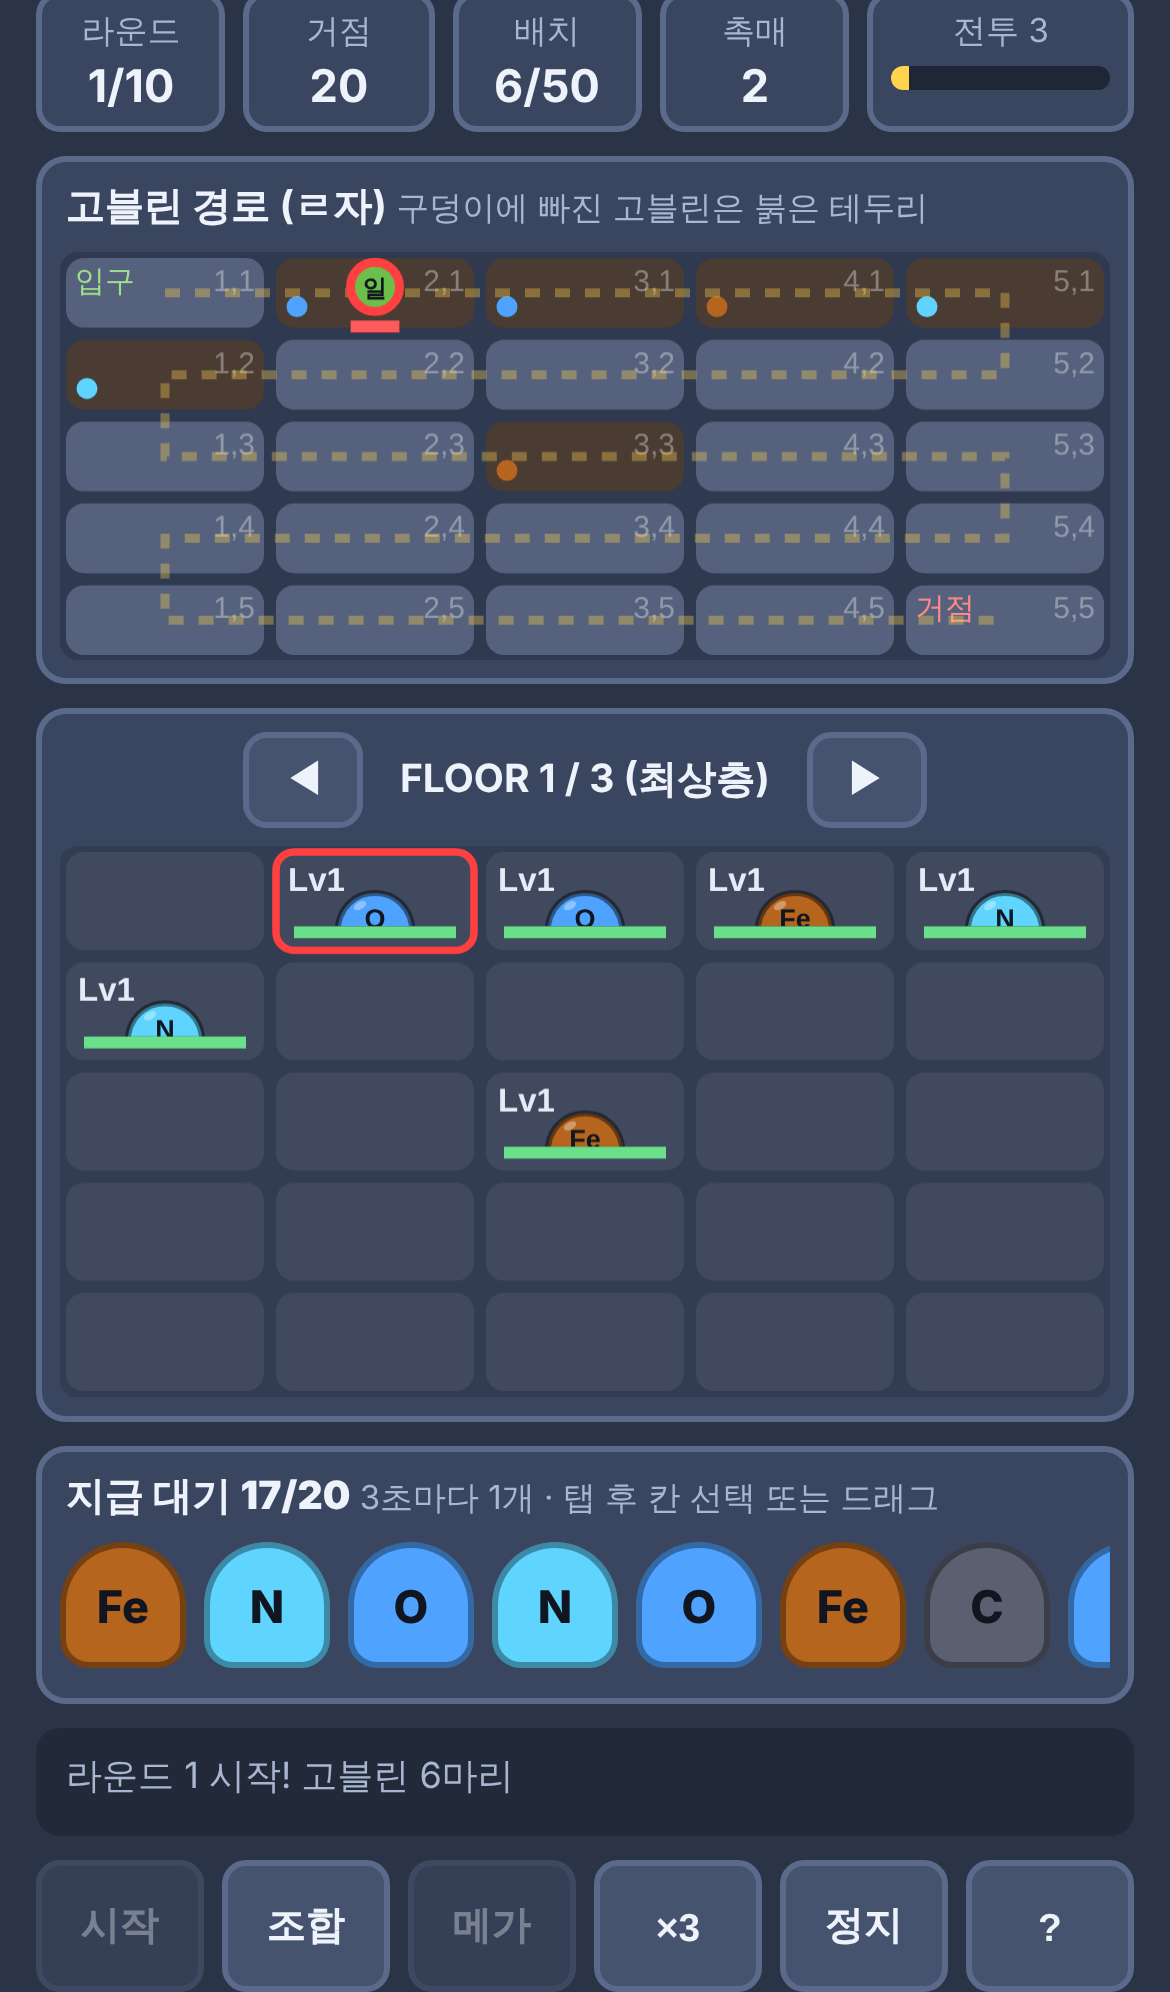 라운드 거점 배치 촉매 전투 3
1/10 20 6/50 2
고블린 경로 (ㄹ자) 구덩이에 빠진 고블린은 붉은 테두리
입구 1,1 일 2,1 3,1 4,1 5,1
1,2 2,2 3,2 4,2 5,2
1,3 2,3 3,3 4,3 5,3
1,4 2,4 3,4 4,4 5,4
1,5 2,5 3,5 4,5 거점 5,5
◀ FLOOR 1 / 3 (최상층) ▶
Lv1 O Lv1 O Lv1 Fe Lv1 N
Lv1 N
Lv1 Fe
지급 대기 17/20 3초마다 1개 · 탭 후 칸 선택 또는 드래그
Fe N O N O Fe C
라운드 1 시작! 고블린 6마리
시작 조합 메가 ×3 정지 ?